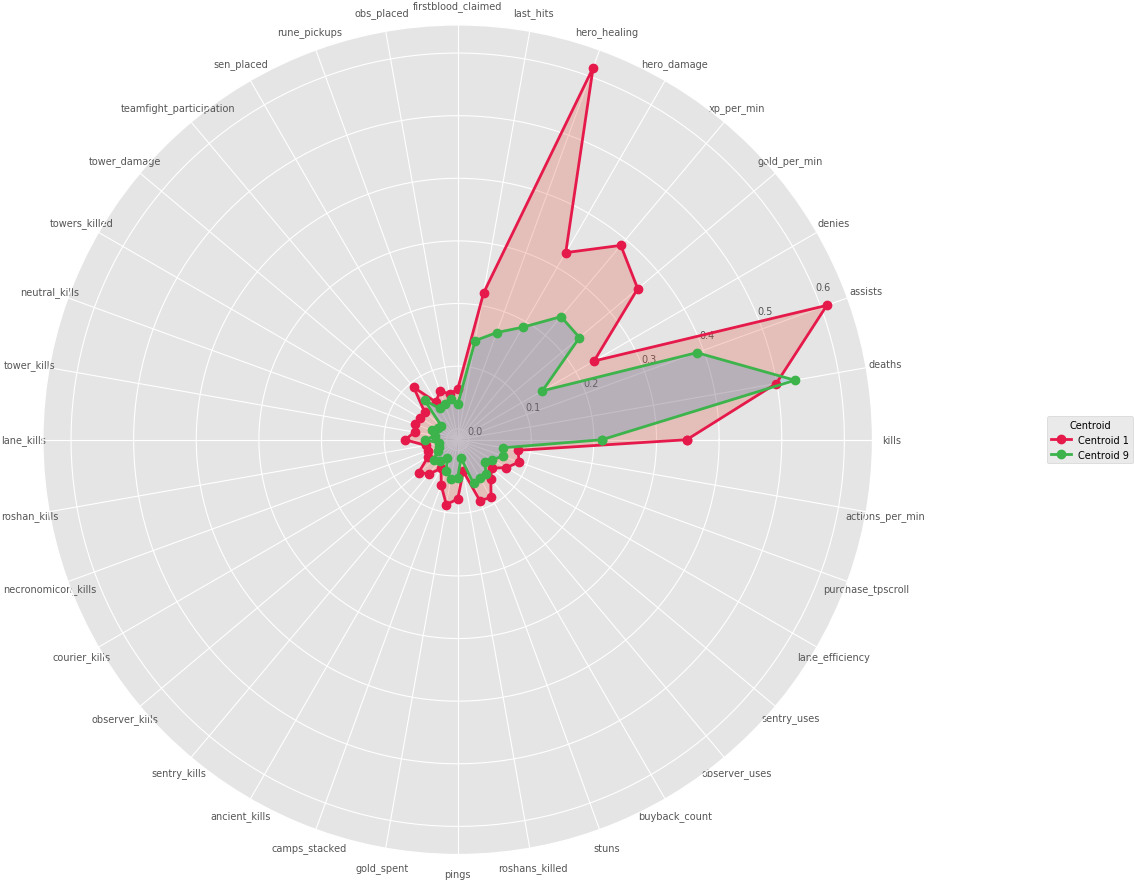 firstblood_claimed
obs_placed
last_hits
rune_pickups
hero_healing
sen_placed
hero_damage
teamfight_participation
xp_per_min
tower_damage
gold_per_min
towers_killed
denies
neutral_kills
0.6
assists
0.5
0.4
tower_kills
0.3
deaths
0.2
0.1
lane_kills
0.0
kills
Centroid
Centroid 1
Centroid 9
roshan_kills
actions_per_min
necronomicon_kills
purchase_tpscroll
courier_kills
lane_efficiency
observer_kills
sentry_uses
sentry_kills
observer_uses
ancient_kills
buyback_count
camps_stacked
stuns
gold_spent
roshans_killed
pings